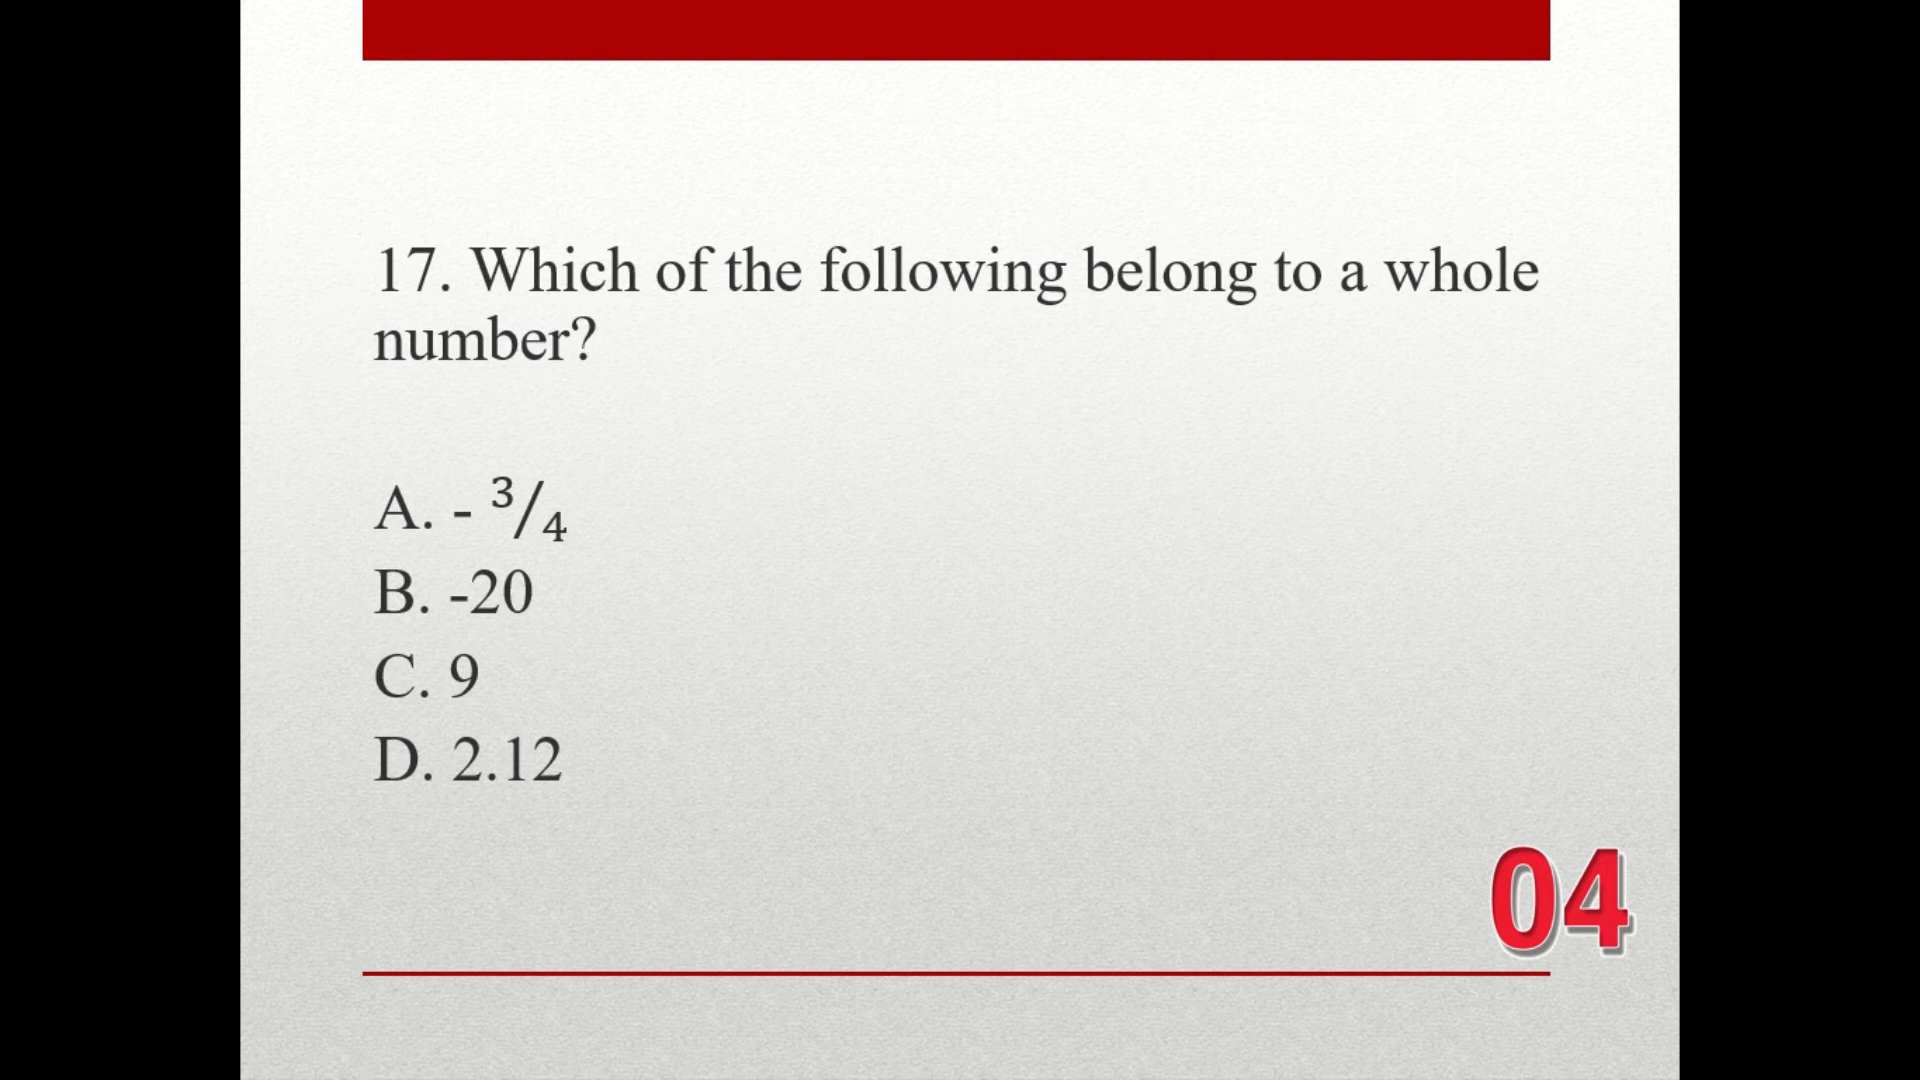 17. Which of the following belong to a whole
number?
A. - ³/₄
B. -20
C. 9
D. 2.12
04